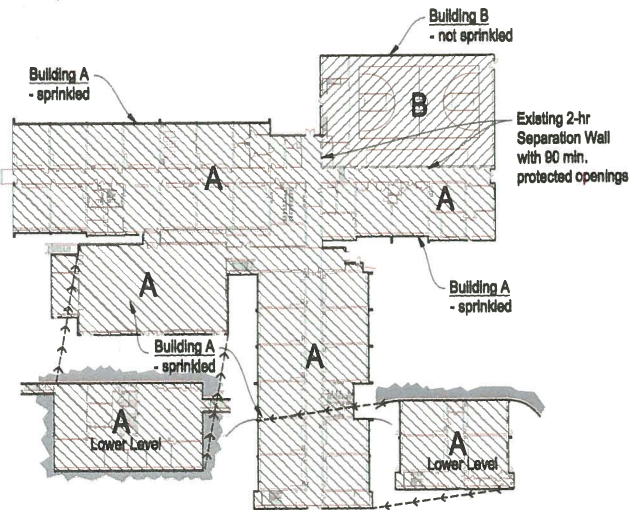 Building B
- not sprinkled
Building A
- sprinkled
B
Existing 2-hr
Separation Wall
with 90 min.
protected openings
A
A
A
Building A
- sprinkled
Building A
- sprinkled
A
A
Lower Level
A
Lower Level